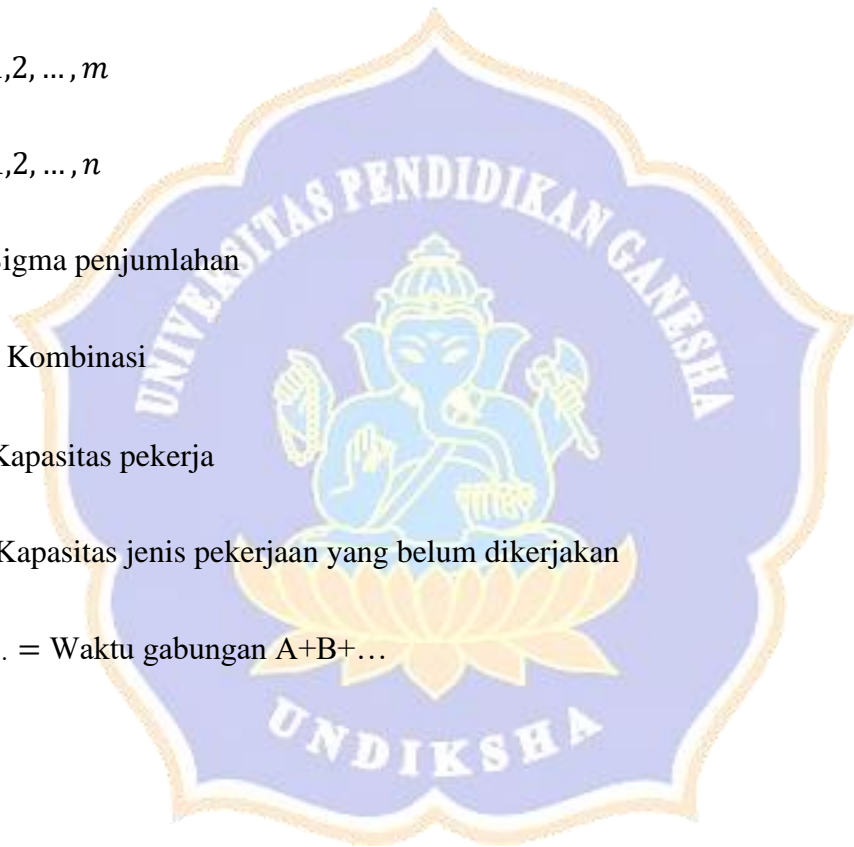 ,2, … , m
,2, … , n
igma penjumlahan
Kombinasi
Kapasitas pekerja
Kapasitas jenis pekerjaan yang belum dikerjakan
. = Waktu gabungan A+B+…
UNIVERSITAS PENDIDIKAN GANESHA
UNDIKSHA